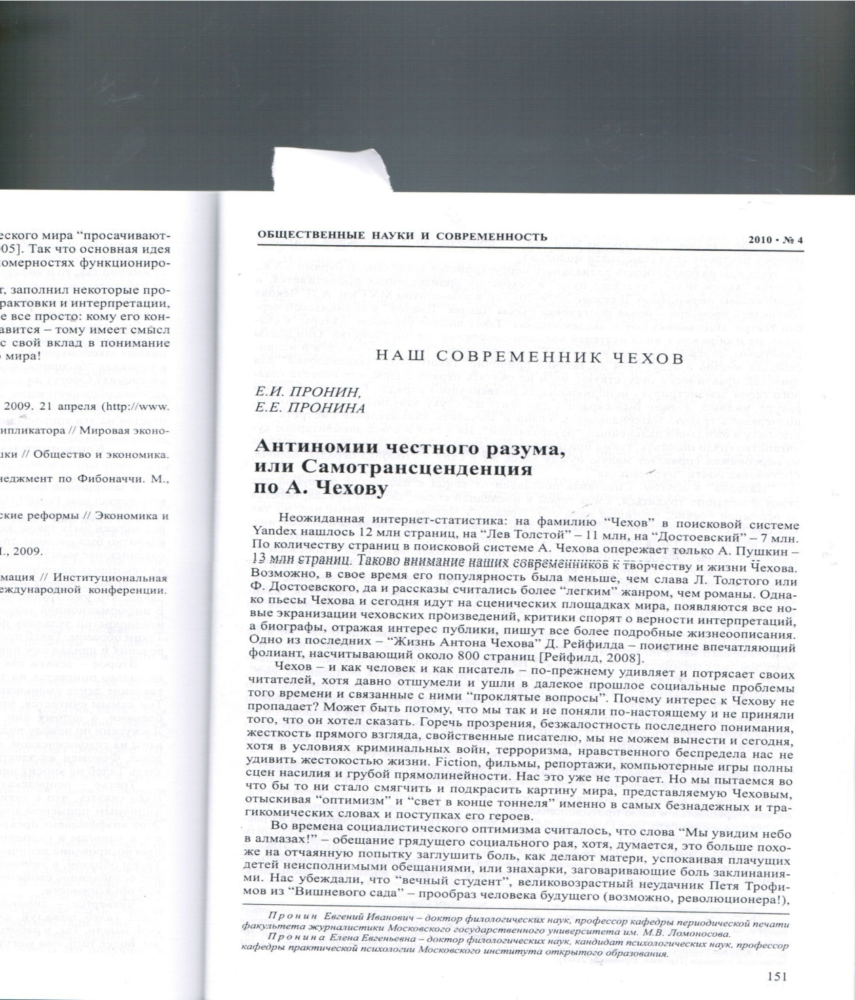 еского мира “просачивают-
005]. Так что основная идея
омерностях функциониро-
т, заполнил некоторые про-
рактовки и интерпретации,
е все просто: кому его кон-
авится – тому имеет смысл
с свой вклад в понимание
о мира!
2009. 21 апреля (http://www.
ипликатора // Мировая эконо-
шки // Общество и экономика.
неджмент по Фибоначчи. М.,
ские реформы // Экономика и
1., 2009.
мация // Институциональная
еждународной конференции.
ОБЩЕСТВЕННЫЕ НАУКИ И СОВРЕМЕННОСТЬ 2010 • № 4
НАШ СОВРЕМЕННИК ЧЕХОВ
Е.И. ПРОНИН,
Е.Е. ПРОНИНА
Антиномии честного разума,
или Самотрансценденция
по А. Чехову
Неожиданная интернет-статистика: на фамилию “Чехов” в поисковой системе
Yandex нашлось 12 млн страниц, на “Лев Толстой” – 11 млн, на “Достоевский” – 7 млн.
По количеству страниц в поисковой системе А. Чехова опережает только А. Пушкин –
13 млн страниц. Таково внимание наших современников к творчеству и жизни Чехова.
Возможно, в свое время его популярность была меньше, чем слава Л. Толстого или
Ф. Достоевского, да и рассказы считались более “легким” жанром, чем романы. Одна-
ко пьесы Чехова и сегодня идут на сценических площадках мира, появляются все но-
вые экранизации чеховских произведений, критики спорят о верности интерпретаций,
а биографы, отражая интерес публики, пишут все более подробные жизнеописания.
Одно из последних – “Жизнь Антона Чехова” Д. Рейфилда – поистине впечатляющий
фолиант, насчитывающий около 800 страниц [Рейфилд, 2008].
Чехов – и как человек и как писатель – по-прежнему удивляет и потрясает своих
читателей, хотя давно отшумели и ушли в далекое прошлое социальные проблемы
того времени и связанные с ними “проклятые вопросы”. Почему интерес к Чехову не
пропадает? Может быть потому, что мы так и не поняли по-настоящему и не приняли
того, что он хотел сказать. Горечь прозрения, безжалостность последнего понимания,
жесткость прямого взгляда, свойственные писателю, мы не можем вынести и сегодня,
хотя в условиях криминальных войн, терроризма, нравственного беспредела нас не
удивить жестокостью жизни. Fiction, фильмы, репортажи, компьютерные игры полны
сцен насилия и грубой прямолинейности. Нас это уже не трогает. Но мы пытаемся во
что бы то ни стало смягчить и подкрасить картину мира, представляемую Чеховым,
отыскивая “оптимизм” и “свет в конце тоннеля” именно в самых безнадежных и тра-
гикомических словах и поступках его героев.
Во времена социалистического оптимизма считалось, что слова “Мы увидим небо
в алмазах!” – обещание грядущего социального рая, хотя, думается, это больше похо-
же на отчаянную попытку заглушить боль, как делают матери, успокаивая плачущих
детей неисполнимыми обещаниями, или знахарки, заговаривающие боль заклинания-
ми. Нас убеждали, что “вечный студент”, великовозрастный неудачник Петя Трофи-
мов из “Вишневого сада” – прообраз человека будущего (возможно, революционера!),
Пронин Евгений Иванович – доктор филологических наук, профессор кафедры периодической печати
факультета журналистики Московского государственного университета им. М.В. Ломоносова.
Пронина Елена Евгеньевна – доктор филологических наук, кандидат психологических наук, профессор
кафедры практической психологии Московского института открытого образования.
151